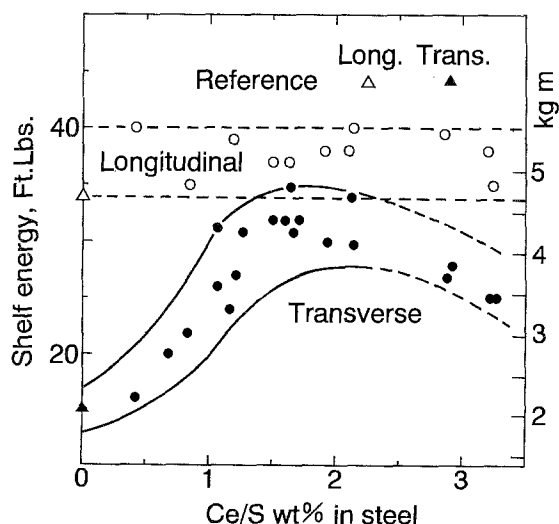 Long. Trans.
Reference △ ▲
kg m
40
Longitudinal
5
Shelf energy, Ft.Lbs.
4
Transverse
3
20
2
0 1 2 3
Ce/S wt% in steel